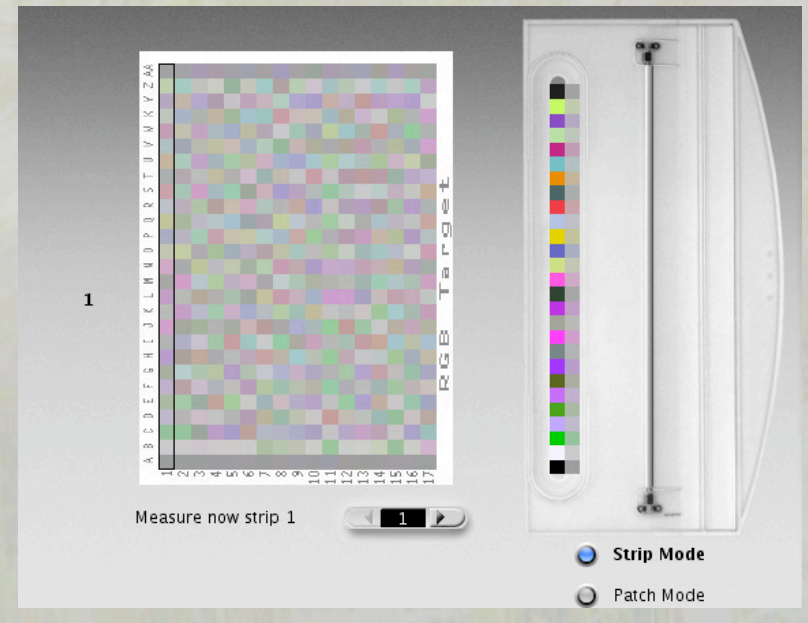 A B C D E F G H I J K L M N O P Q R S T U V W X Y Z AA
1 2 3 4 5 6 7 8 9 10 11 12 13 14 15 16 17
RGB Target
1
Measure now strip 1
1
Strip Mode
Patch Mode